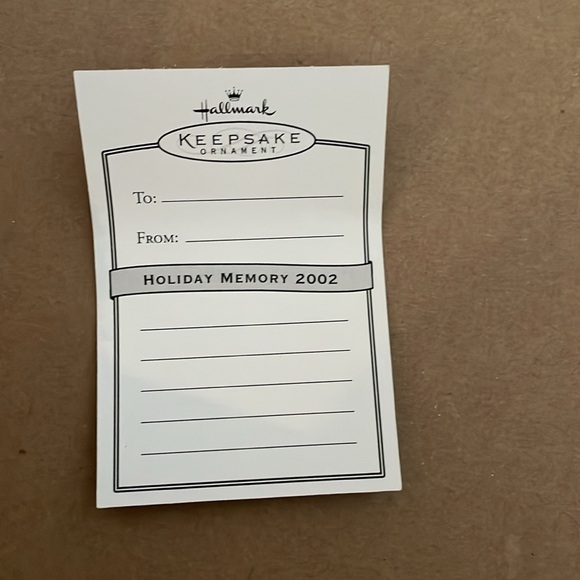 Hallmark
KEEPSAKE
ORNAMENT
TO:
FROM:
HOLIDAY MEMORY 2002